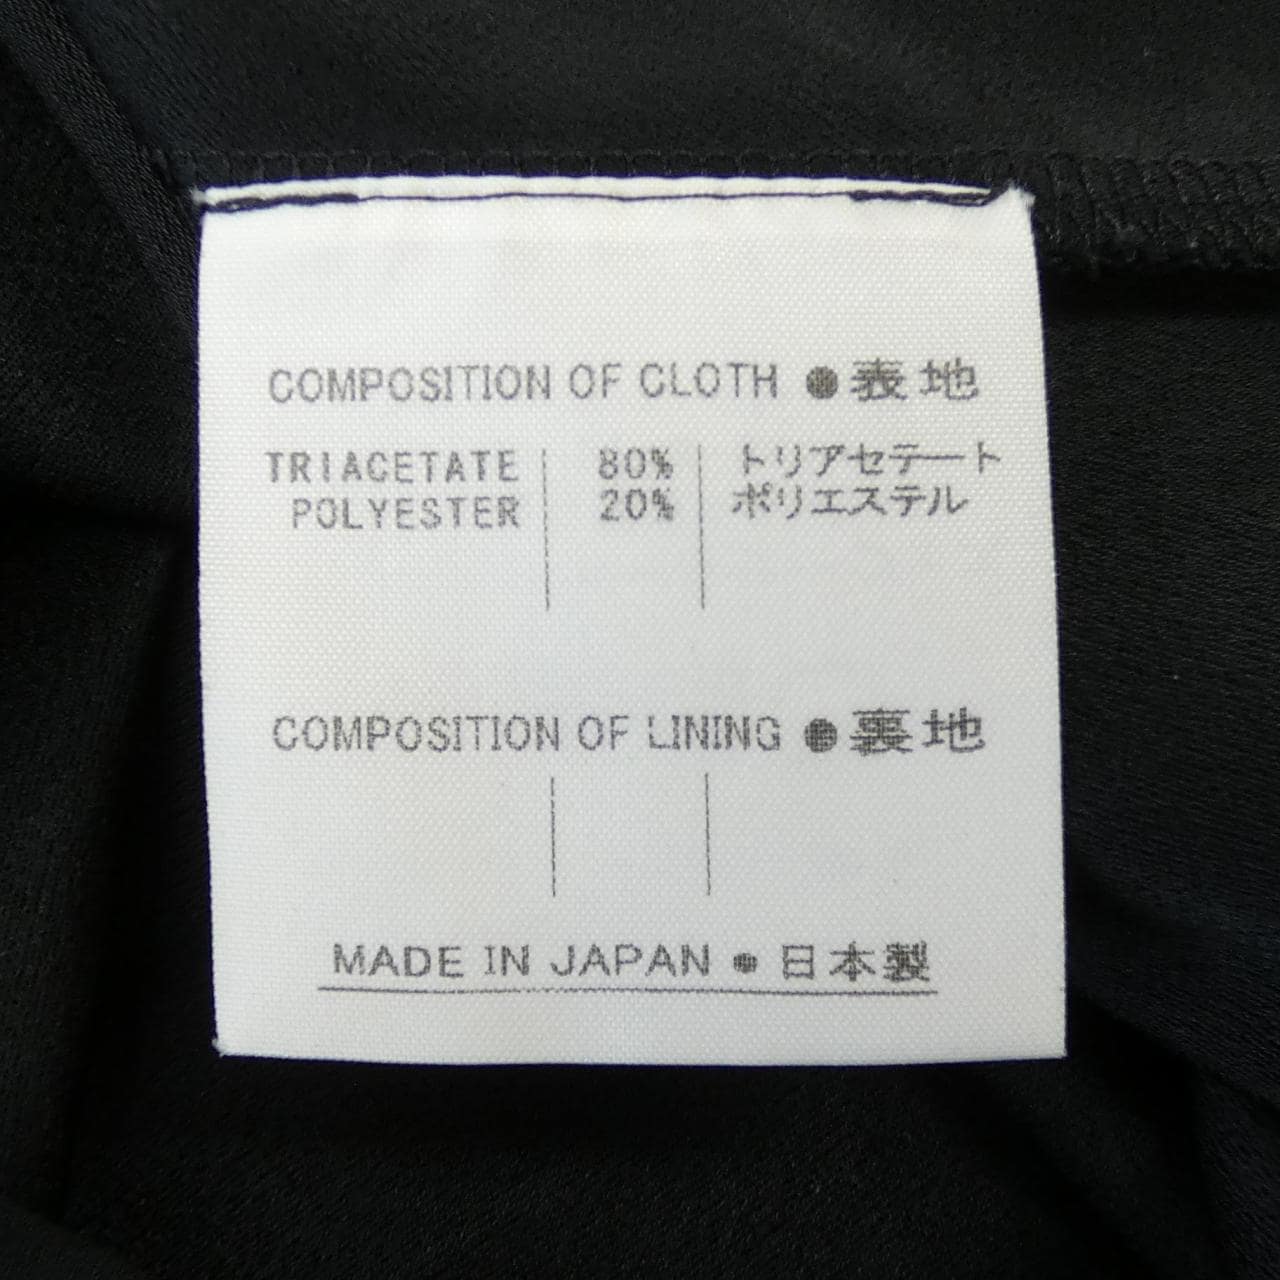 COMPOSITION OF CLOTH ● 表地
TRIACETATE 80% トリアセテート
POLYESTER 20% ポリエステル
COMPOSITION OF LINING ● 裏地
MADE IN JAPAN ● 日本製